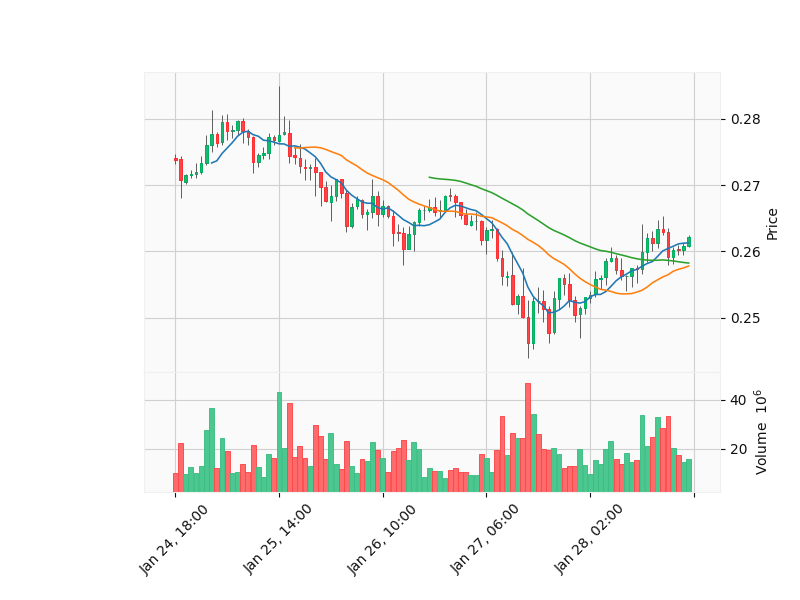 0.28
0.27
0.26
0.25
Price
40
20
Volume 10^6
Jan 24, 18:00
Jan 25, 14:00
Jan 26, 10:00
Jan 27, 06:00
Jan 28, 02:00